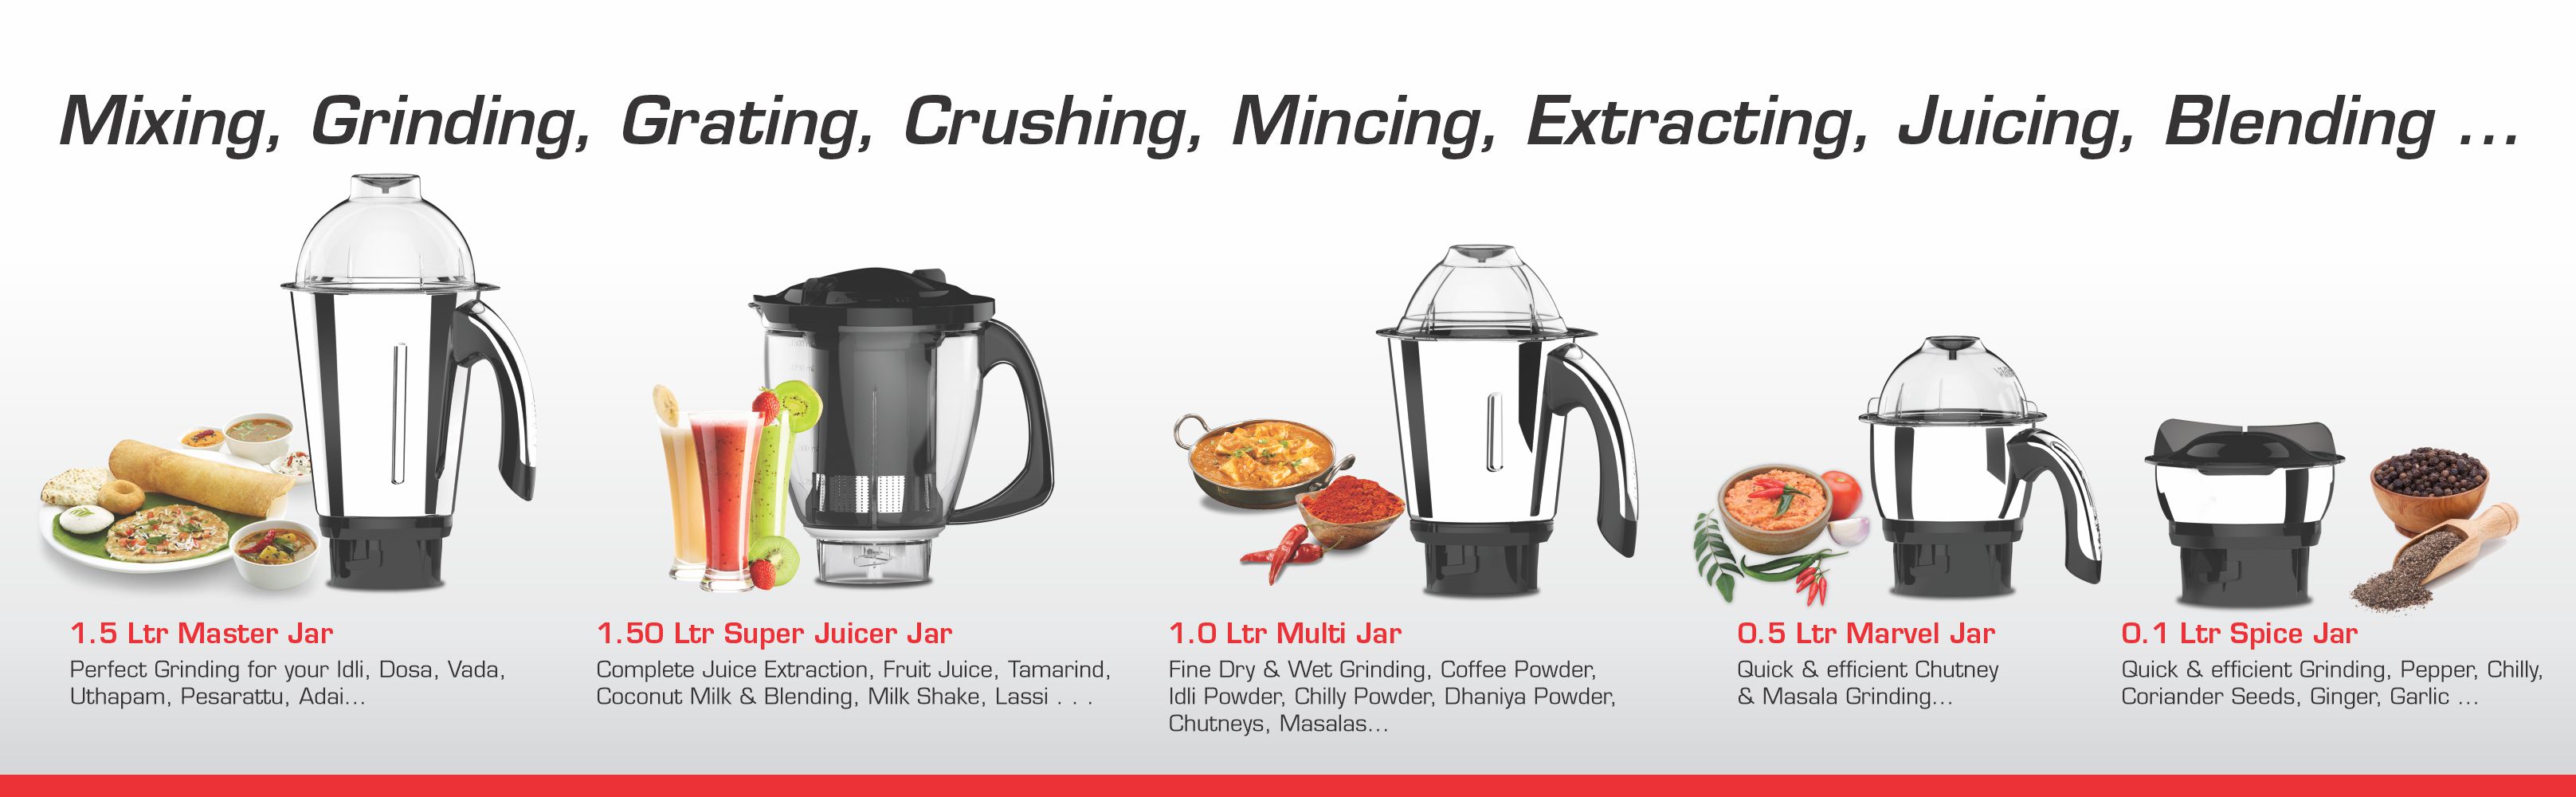 Mixing, Grinding, Grating, Crushing, Mincing, Extracting, Juicing, Blending ...
1.5 Ltr Master Jar
Perfect Grinding for your Idli, Dosa, Vada,
Uthapam, Pesarattu, Adai...
1.50 Ltr Super Juicer Jar
Complete Juice Extraction, Fruit Juice, Tamarind,
Coconut Milk & Blending, Milk Shake, Lassi . . .
1.0 Ltr Multi Jar
Fine Dry & Wet Grinding, Coffee Powder,
Idli Powder, Chilly Powder, Dhaniya Powder,
Chutneys, Masalas...
0.5 Ltr Marvel Jar
Quick & efficient Chutney
& Masala Grinding...
0.1 Ltr Spice Jar
Quick & efficient Grinding, Pepper, Chilly,
Coriander Seeds, Ginger, Garlic ...